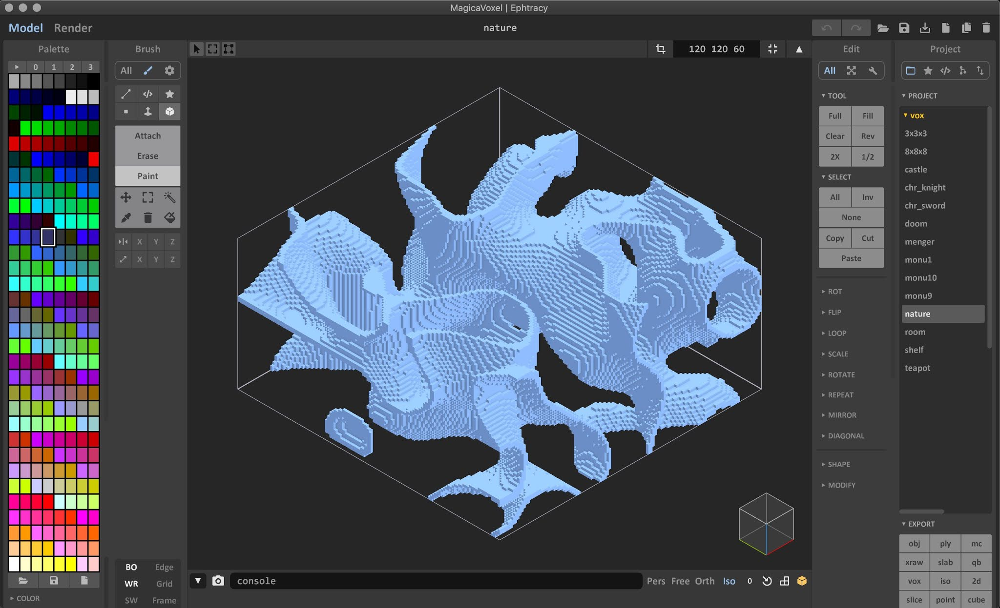 MagicaVoxel | Ephtracy
Model Render
nature
Palette
0 1 2 3
COLOR
Brush
All
Attach
Erase
Paint
X Y Z
X Y Z
BO Edge
WR Grid
SW Frame
120 120 60
console
Pers Free Orth Iso 0
Edit
All
TOOL
Full Fill
Clear Rev
2X 1/2
SELECT
All Inv
None
Copy Cut
Paste
ROT
FLIP
LOOP
SCALE
ROTATE
REPEAT
MIRROR
DIAGONAL
SHAPE
MODIFY
Project
PROJECT
vox
3x3x3
8x8x8
castle
chr_knight
chr_sword
doom
menger
monu1
monu10
monu9
nature
room
shelf
teapot
EXPORT
obj ply mc
xraw slab qb
vox iso 2d
slice point cube